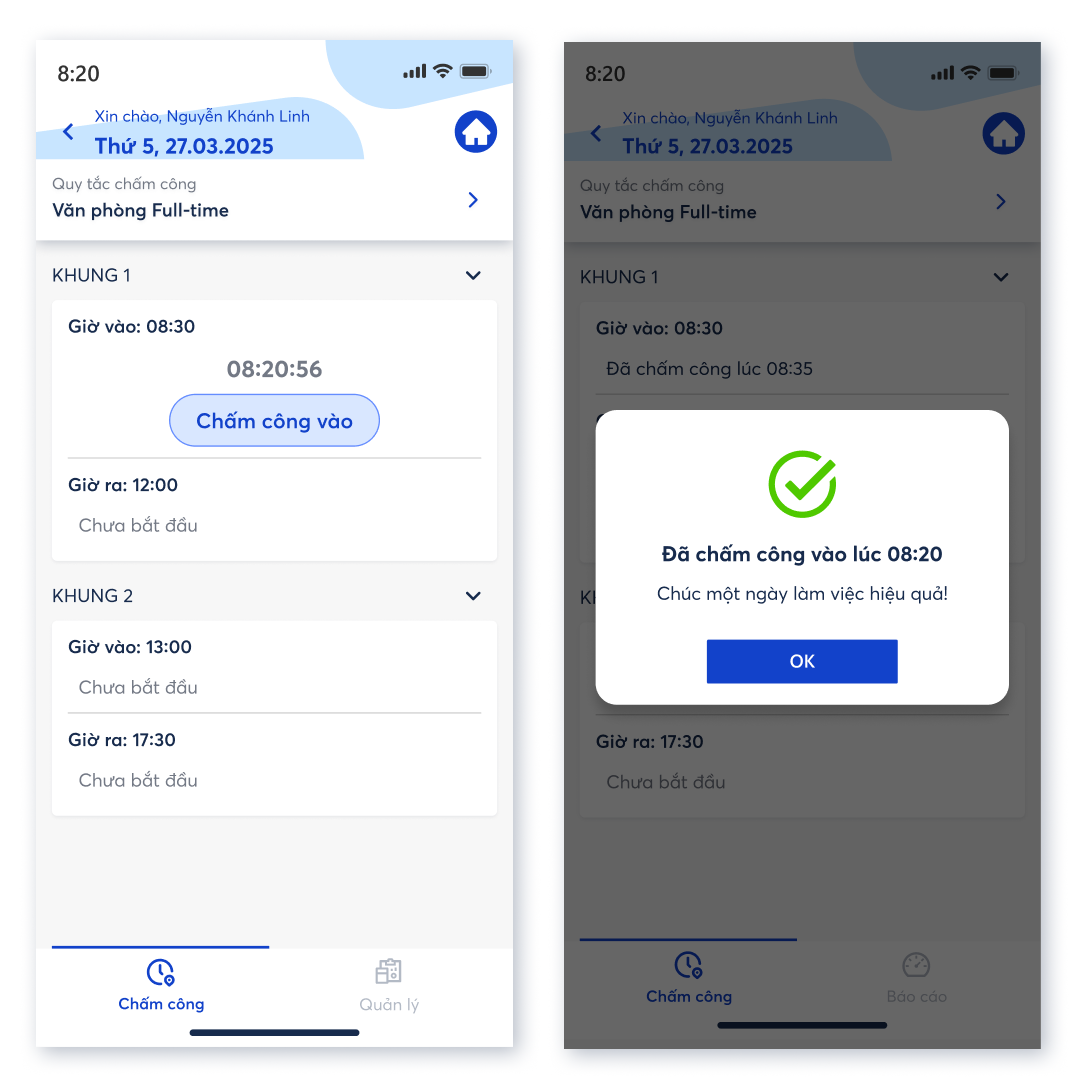 8:20
Xin chào, Nguyễn Khánh Linh
Thứ 5, 27.03.2025
Quy tắc chấm công
Văn phòng Full-time
KHUNG 1
Giờ vào: 08:30
08:20:56
Chấm công vào
Giờ ra: 12:00
Chưa bắt đầu
KHUNG 2
Giờ vào: 13:00
Chưa bắt đầu
Giờ ra: 17:30
Chưa bắt đầu
Chấm công
Quản lý
8:20
Xin chào, Nguyễn Khánh Linh
Thứ 5, 27.03.2025
Quy tắc chấm công
Văn phòng Full-time
KHUNG 1
Giờ vào: 08:30
Đã chấm công lúc 08:35
Đã chấm công vào lúc 08:20
Chúc một ngày làm việc hiệu quả!
OK
Giờ ra: 17:30
Chưa bắt đầu
Chấm công
Báo cáo